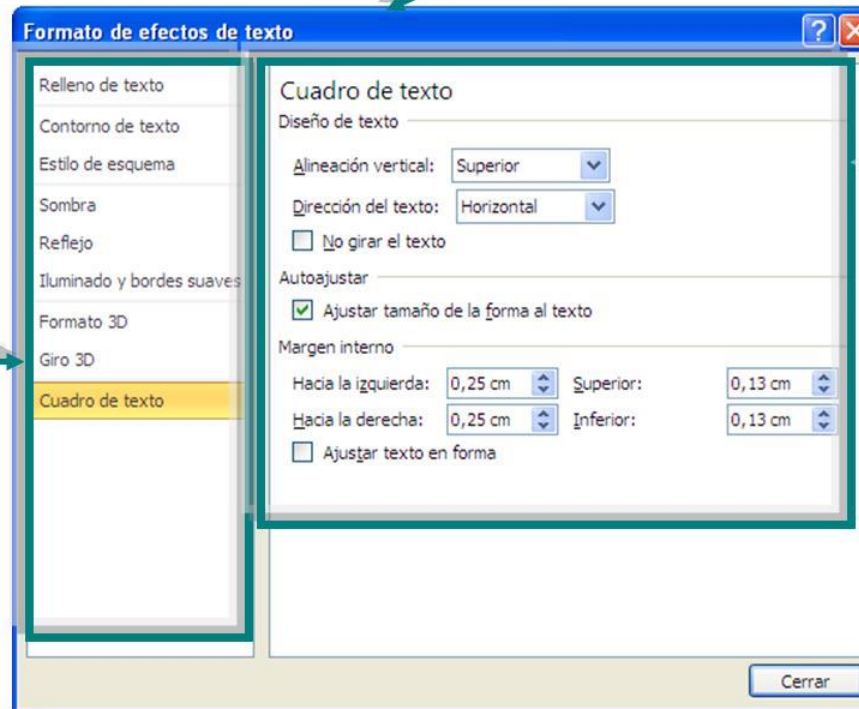 Formato de efectos de texto
Relleno de texto
Contorno de texto
Estilo de esquema
Sombra
Reflejo
Iluminado y bordes suaves
Formato 3D
Giro 3D
Cuadro de texto
Cuadro de texto
Diseño de texto
Alineación vertical: Superior
Dirección del texto: Horizontal
No girar el texto
Autoajustar
Ajustar tamaño de la forma al texto
Margen interno
Hacia la izquierda: 0,25 cm Superior: 0,13 cm
Hacia la derecha: 0,25 cm Inferior: 0,13 cm
Ajustar texto en forma
Cerrar